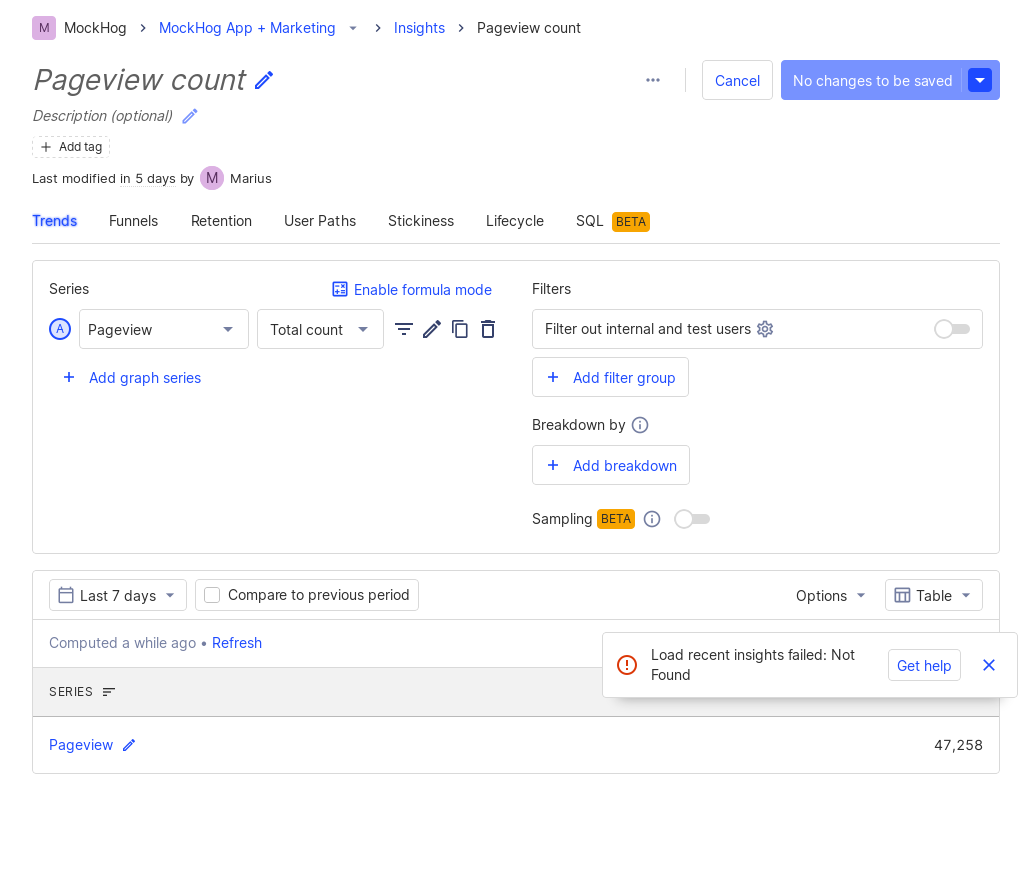 M MockHog MockHog App + Marketing Insights Pageview count
Pageview count
Cancel No changes to be saved
Description (optional)
Add tag
Last modified in 5 days by M Marius
Trends Funnels Retention User Paths Stickiness Lifecycle SQL BETA
Series Enable formula mode
A Pageview Total count
Add graph series
Filters
Filter out internal and test users
Add filter group
Breakdown by
Add breakdown
Sampling BETA
Last 7 days Compare to previous period Options Table
Computed a while ago • Refresh
Load recent insights failed: Not
Found
Get help
SERIES
Pageview 47,258